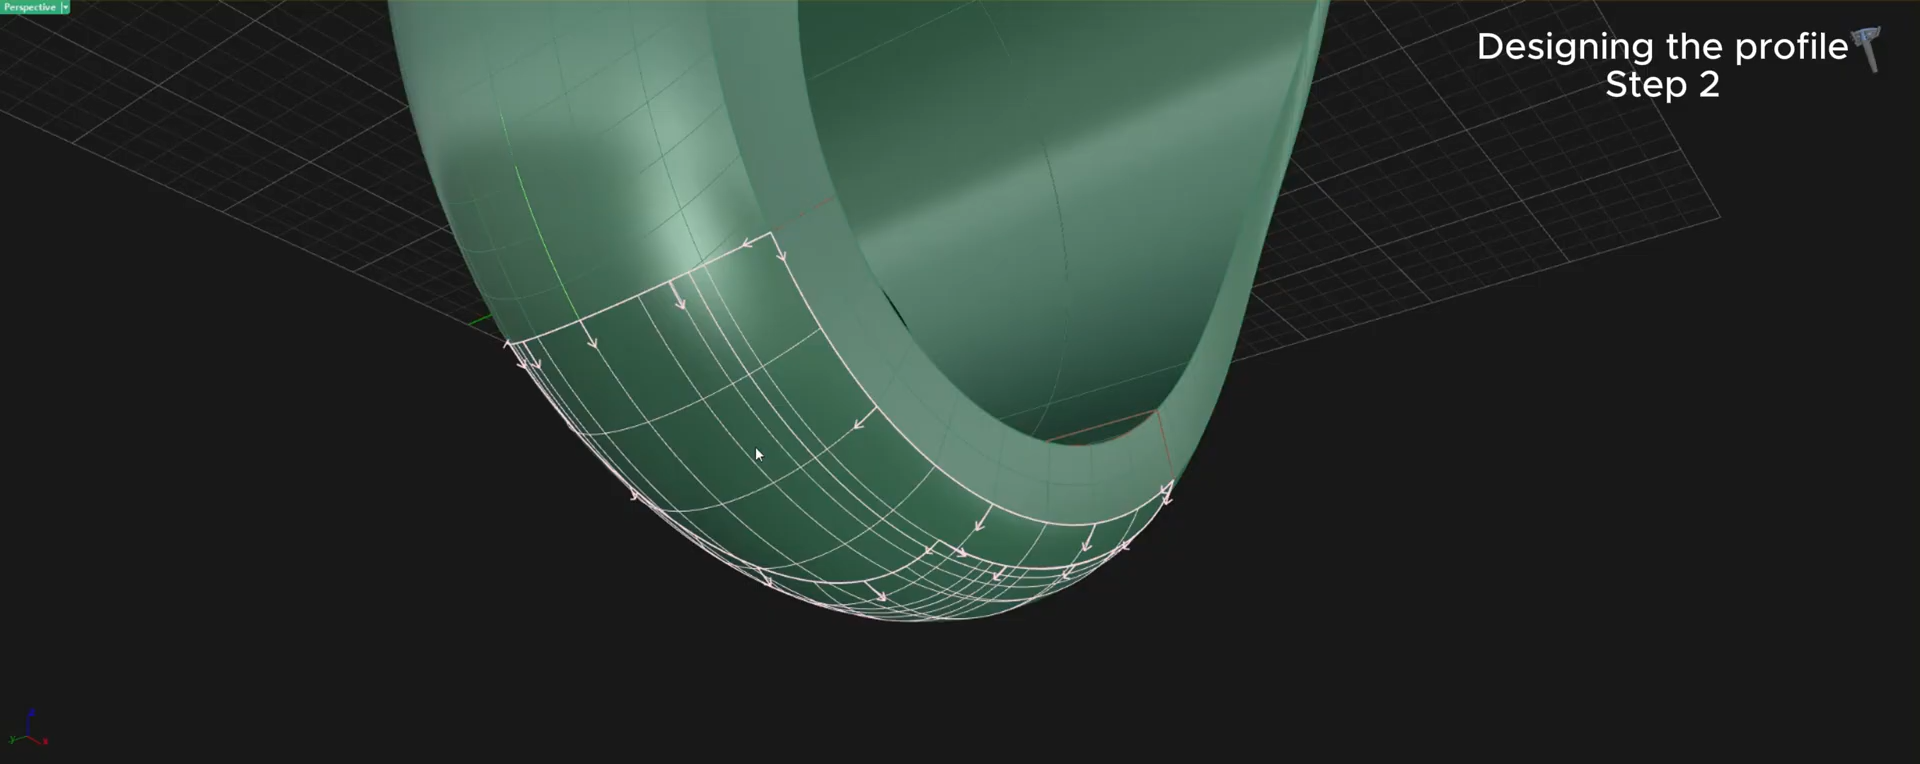 Perspective
Designing the profile
Step 2
z
y
x